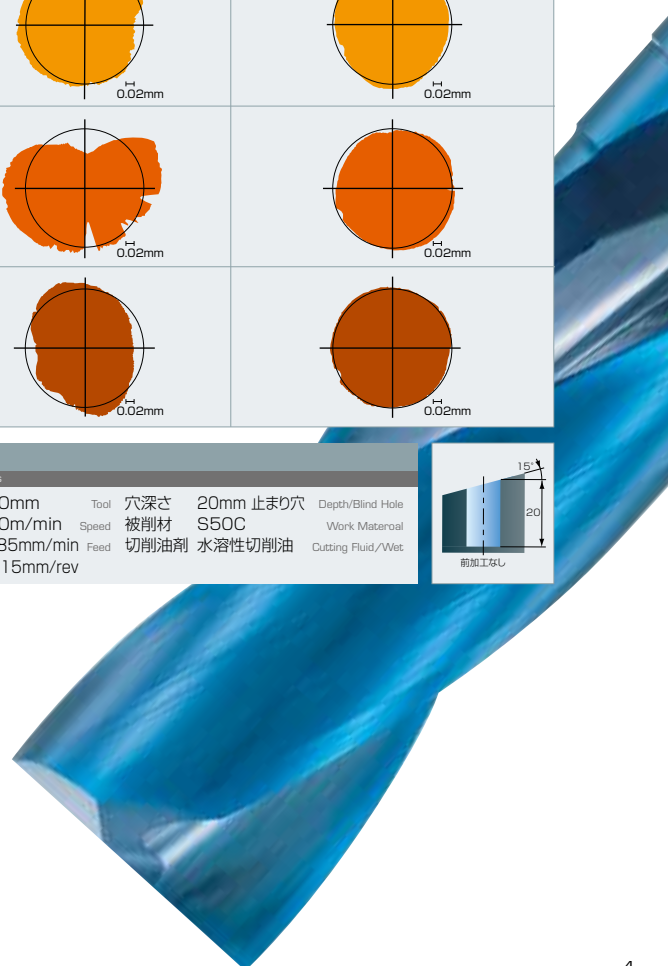 0.02mm
0.02mm
0.02mm
0.02mm
0.02mm
0.02mm
s
0mm Tool 穴深さ 20mm 止まり穴 Depth/Blind Hole
0m/min Speed 被削材 S50C Work Materoal
85mm/min Feed 切削油剤 水溶性切削油 Cutting Fluid/Wet
15mm/rev
15°
20
前加工なし